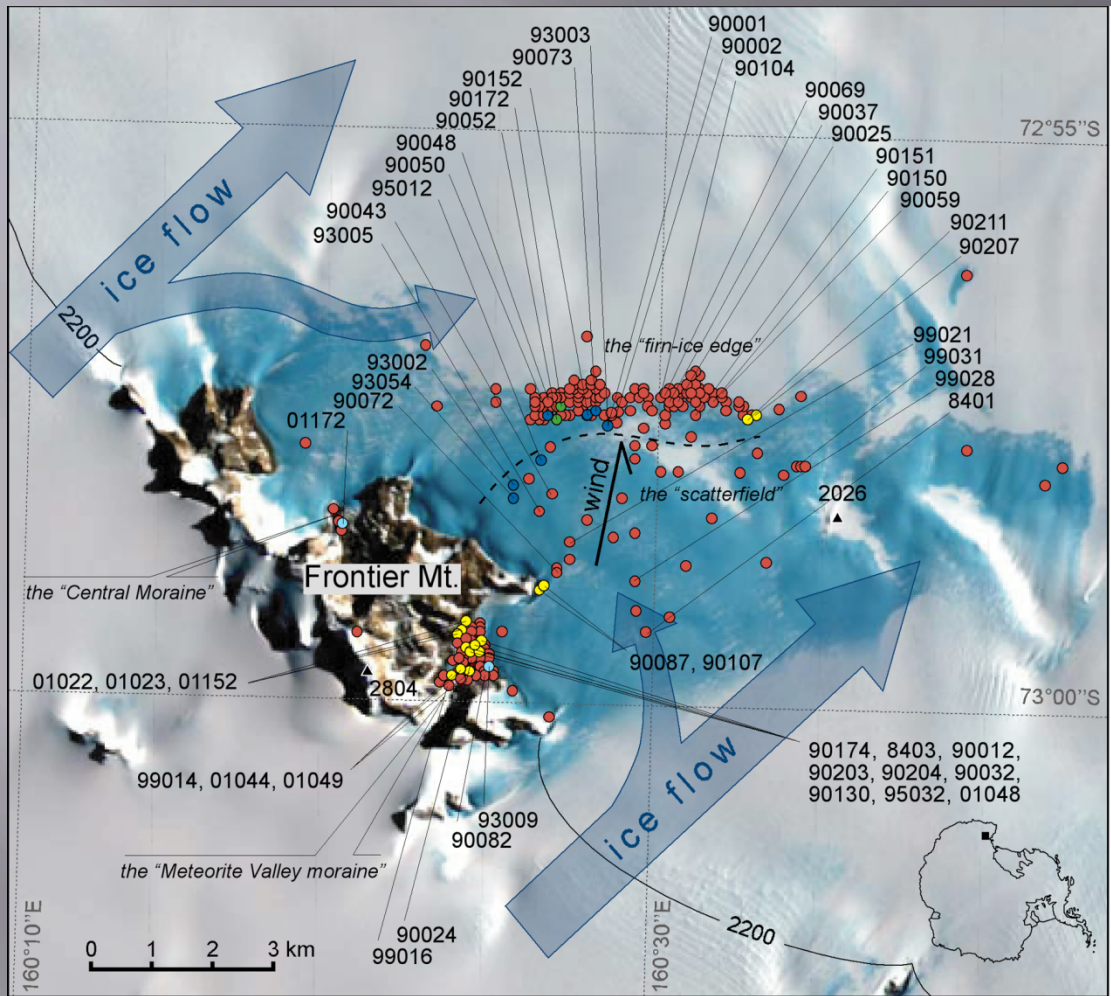 93003
90073
90152
90172
90052
90048
90050
95012
90043
93005
90001
90002
90104
90069
90037
90025
90151
90150
90059
90211
90207
72°55''S
ice flow
2200
the "firn-ice edge"
93002
93054
90072
01172
99021
99031
99028
8401
wind
the "scatterfield"
2026
the "Central Moraine"
Frontier Mt.
01022, 01023, 01152
2804
90087, 90107
73°00''S
99014, 01044, 01049
90174, 8403, 90012,
90203, 90204, 90032,
90130, 95032, 01048
93009
90082
the "Meteorite Valley moraine"
ice flow
90024
99016
2200
160°10''E
160°30''E
0 1 2 3 km